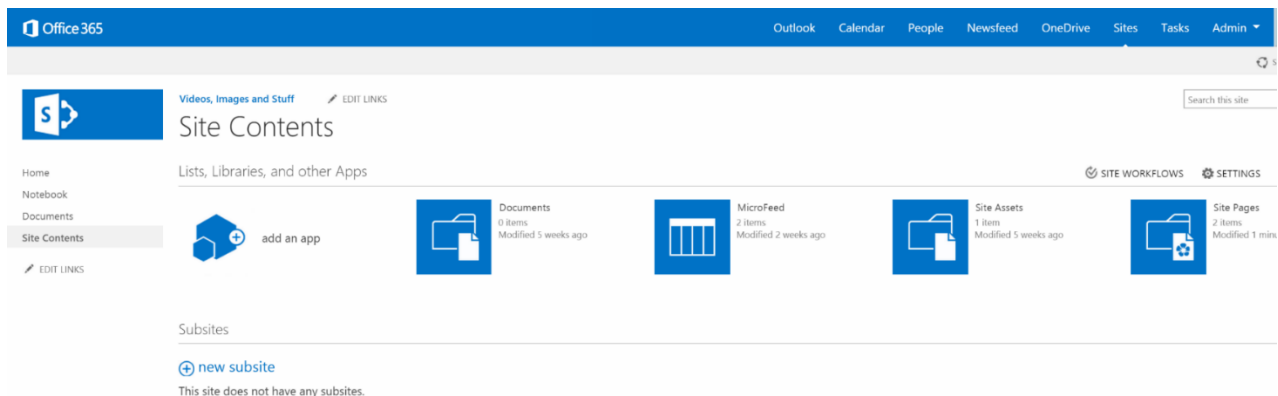 Office 365
Outlook Calendar People Newsfeed OneDrive Sites Tasks Admin
S
Videos, Images and Stuff EDIT LINKS
Search this site
Site Contents
Home
Notebook
Documents
Site Contents
EDIT LINKS
Lists, Libraries, and other Apps
SITE WORKFLOWS SETTINGS
add an app
Documents
0 items
Modified 5 weeks ago
MicroFeed
2 items
Modified 2 weeks ago
Site Assets
1 item
Modified 5 weeks ago
Site Pages
2 items
Modified 1
Subsites
new subsite
This site does not have any subsites.